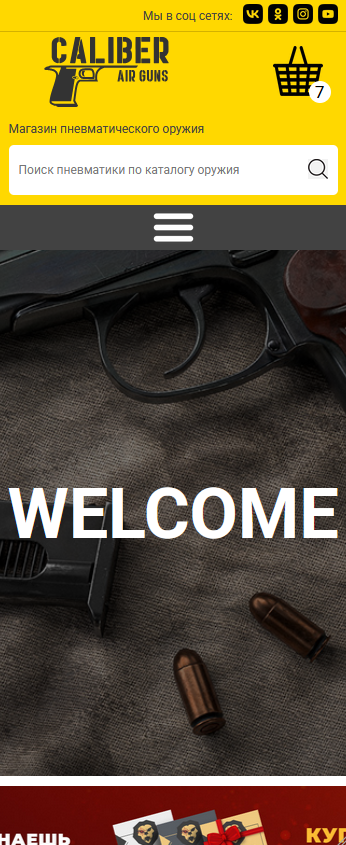 Мы в соц сетях:
CALIBER
AIR GUNS
7
Магазин пневматического оружия
Поиск пневматики по каталогу оружия
WELCOME